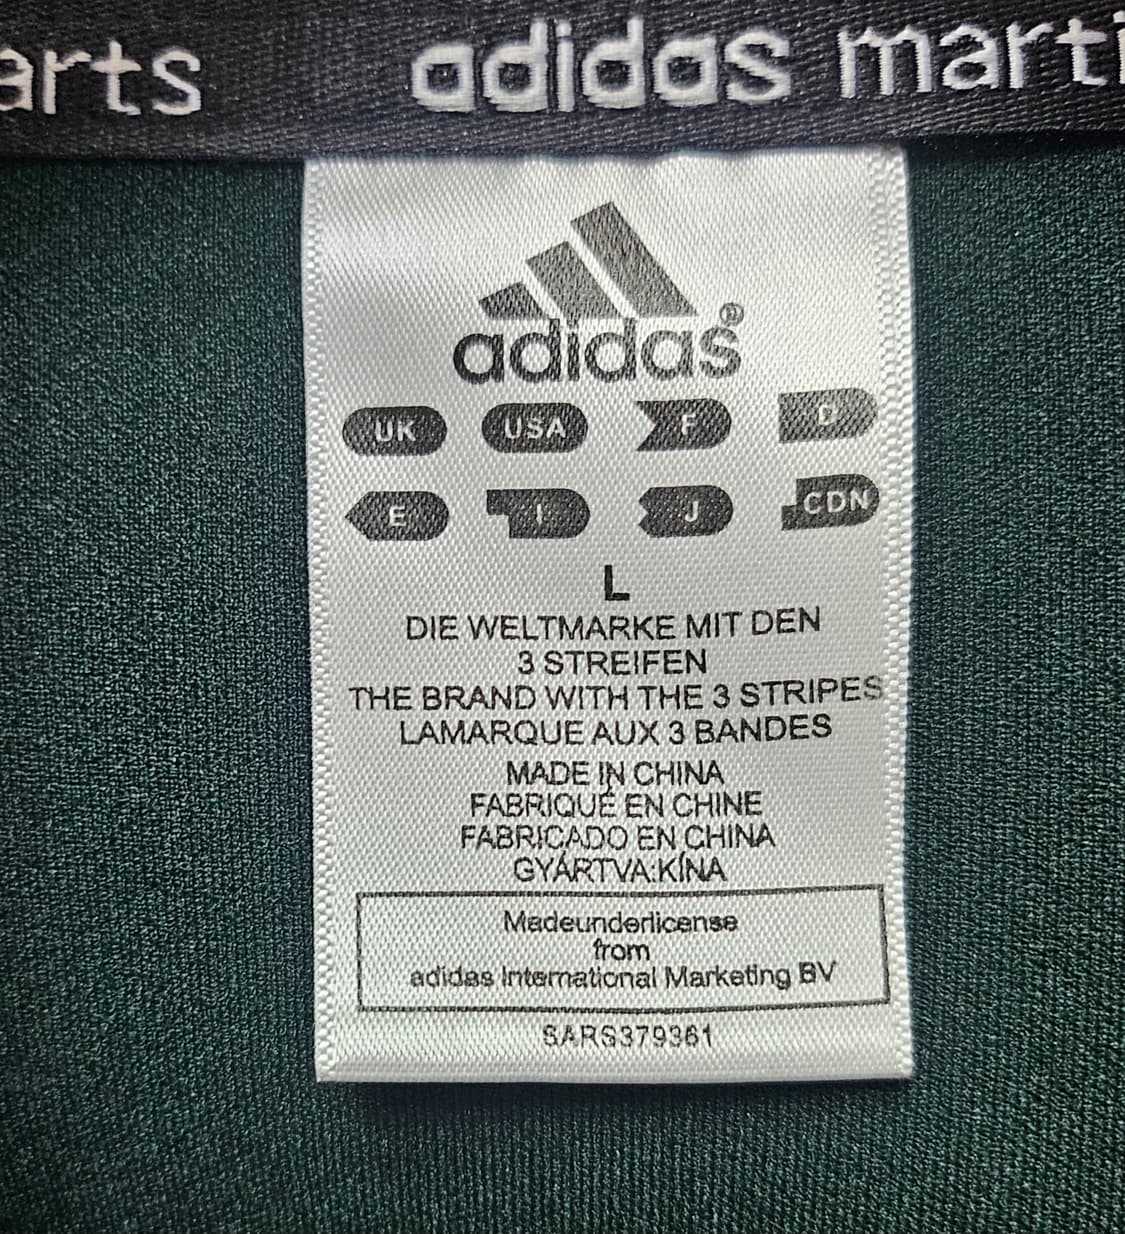 arts adidas marti
adidas®
UK USA F D
E I J CDN
L
DIE WELTMARKE MIT DEN
3 STREIFEN
THE BRAND WITH THE 3 STRIPES
LAMARQUE AUX 3 BANDES
MADE IN CHINA
FABRIQUÉ EN CHINE
FABRICADO EN CHINA
GYÁRTVA:KÍNA
Madeunderlicense
from
adidas International Marketing BV
SARS379361